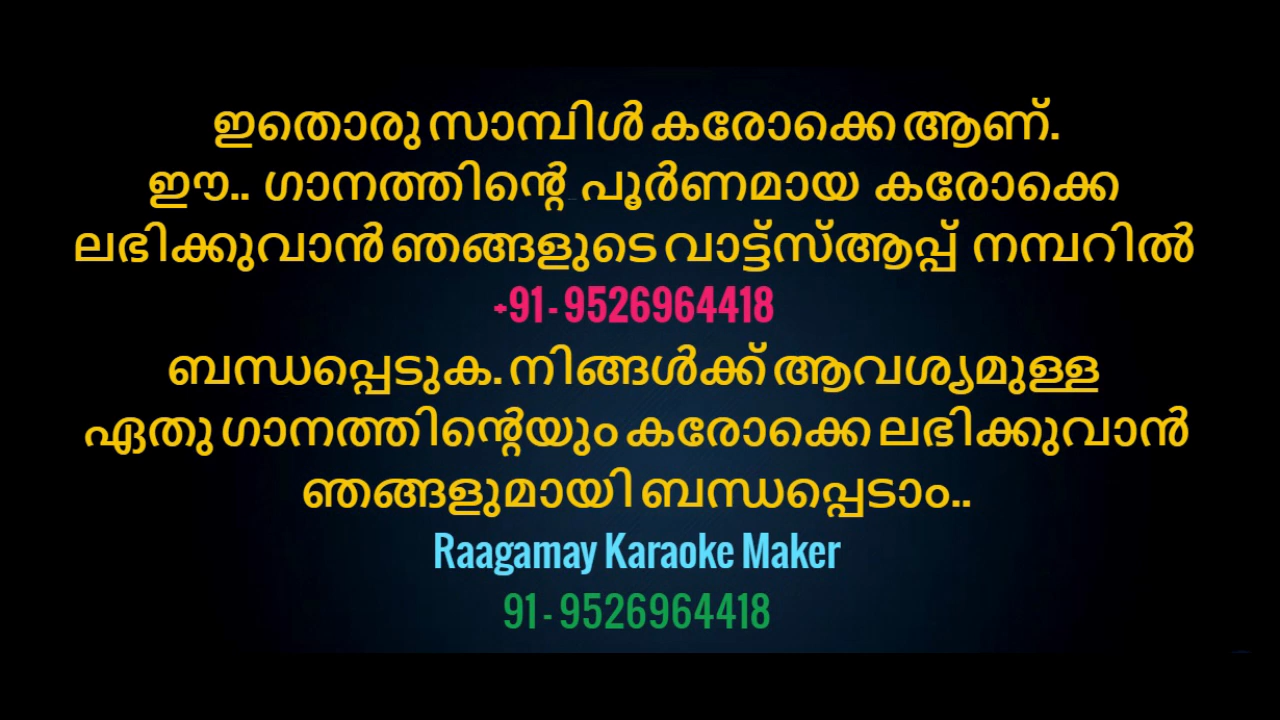 ഇതൊരു സാമ്പിൾ കരോക്കെ ആണ്.
ഈ.. ഗാനത്തിന്റെ പൂർണമായ കരോക്കെ
ലഭിക്കുവാൻ ഞങ്ങളുടെ വാട്ട്സ്ആപ്പ് നമ്പറിൽ
+91- 9526964418
ബന്ധപ്പെടുക. നിങ്ങൾക്ക് ആവശ്യമുള്ള
ഏതു ഗാനത്തിന്റെയും കരോക്കെ ലഭിക്കുവാൻ
ഞങ്ങളുമായി ബന്ധപ്പെടാം..
Raagamay Karaoke Maker
91 - 9526964418